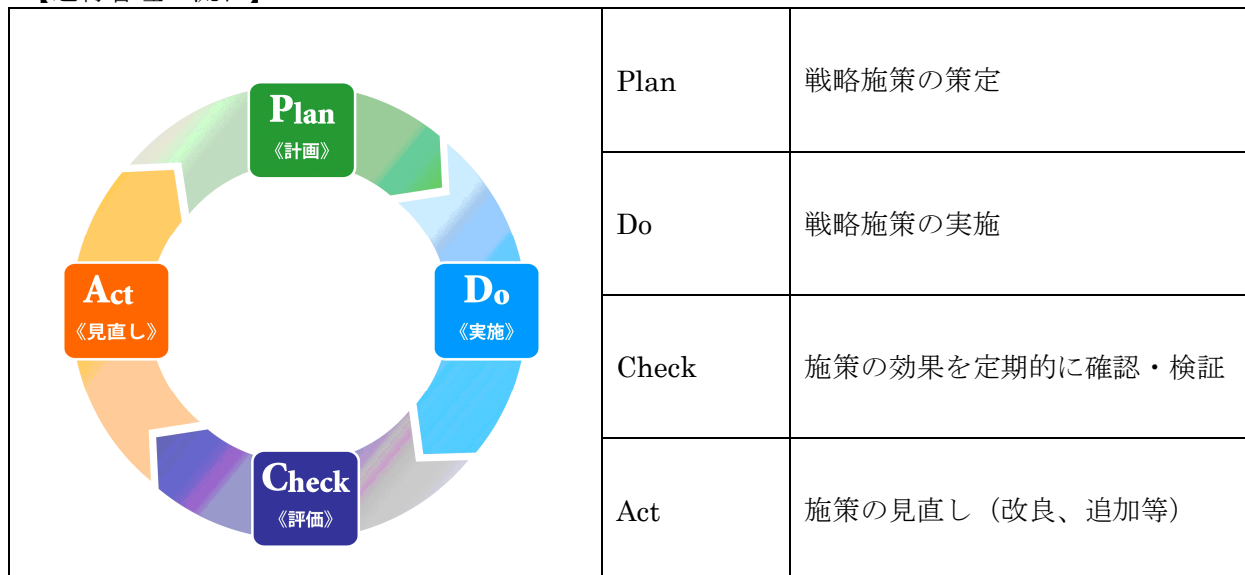 Plan
《計画》
Do
《実施》
Check
《評価》
Act
《見直し》
Plan 戦略施策の策定
Do 戦略施策の実施
Check 施策の効果を定期的に確認・検証
Act 施策の見直し（改良、追加等）